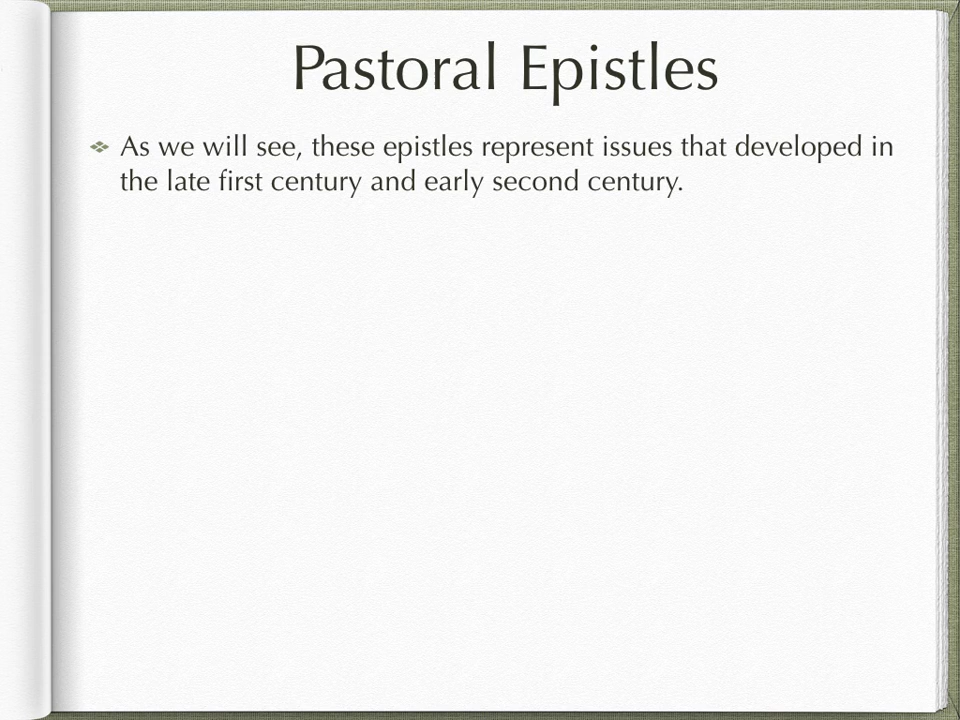 Pastoral Epistles
As we will see, these epistles represent issues that developed in
the late first century and early second century.